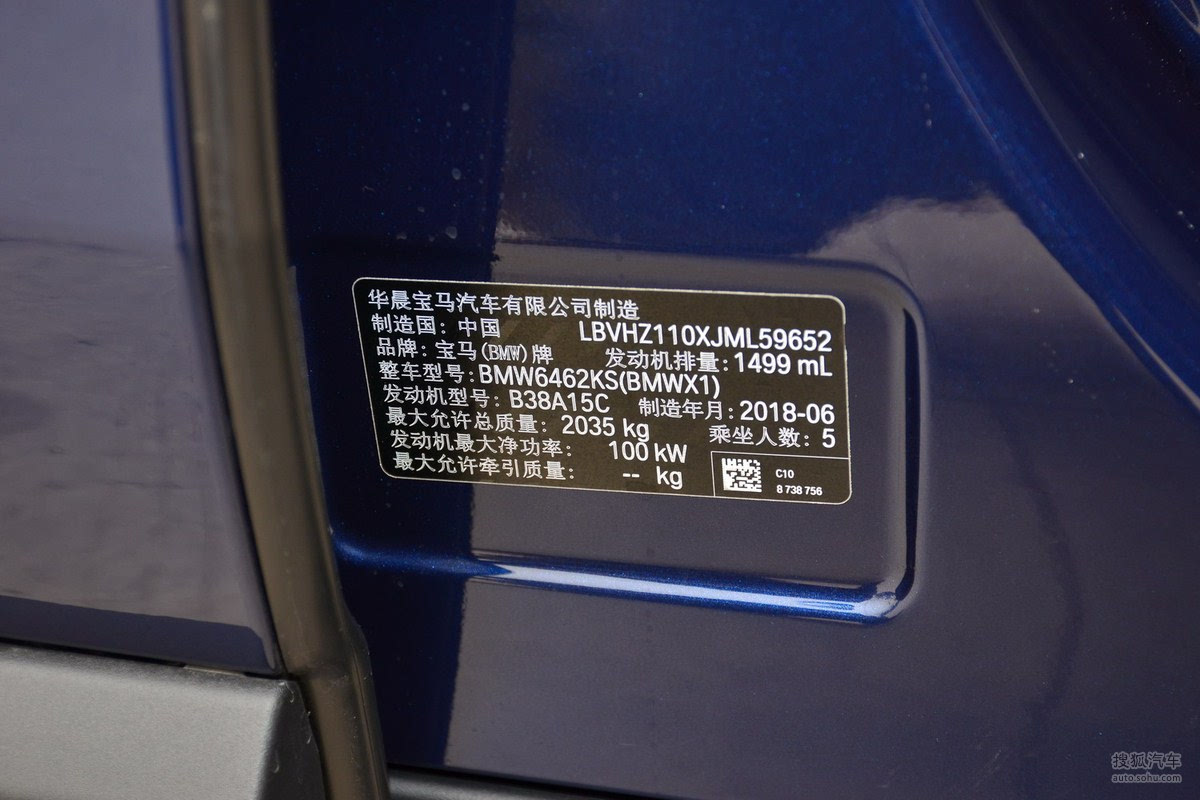 华晨宝马汽车有限公司制造
制造国：中国 LBVHZ110XJML59652
品牌：宝马(BMW)牌 发动机排量：1499 mL
整车型号：BMW6462KS(BMWX1)
发动机型号：B38A15C 制造年月：2018-06
最大允许总质量：2035 kg 乘坐人数：5
发动机最大净功率：100 kW
最大允许牵引质量：-- kg
C10
8 738 756
搜狐汽车
auto.sohu.com